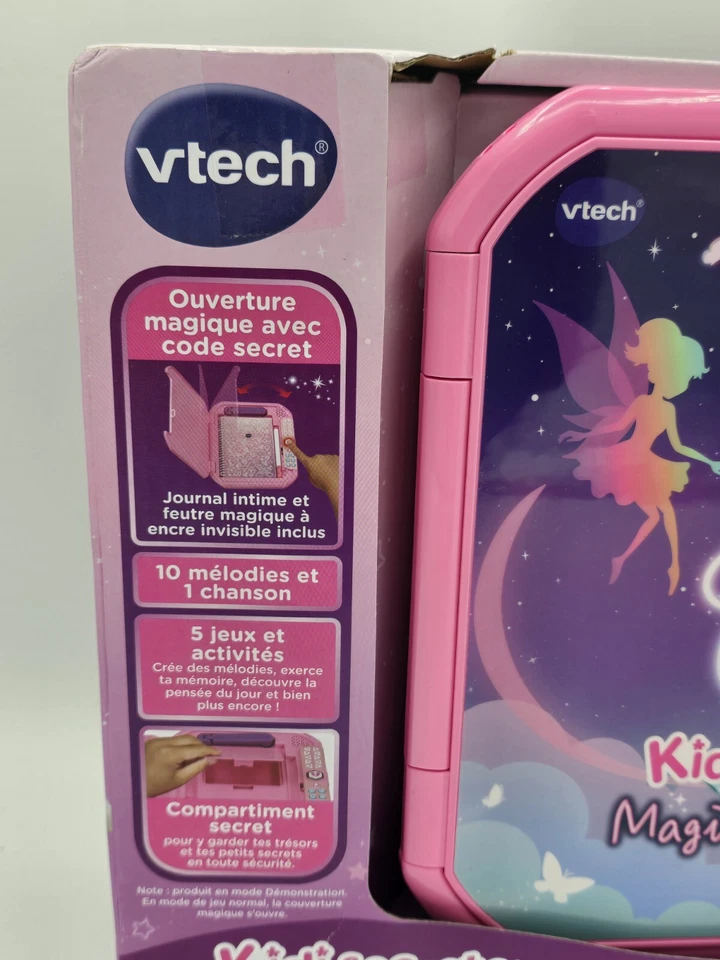 vtech®
Ouverture
magique avec
code secret
Journal intime et
feutre magique à
encre invisible inclus
10 mélodies et
1 chanson
5 jeux et
activités
Crée des mélodies, exerce
ta mémoire, découvre la
pensée du jour et bien
plus encore !
Compartiment
secret
pour y garder tes trésors
et tes petits secrets
en toute sécurité.
Note : produit en mode Démonstration.
En mode de jeu normal, la couverture
magique s'ouvre.
vtech®
Kid
Magi